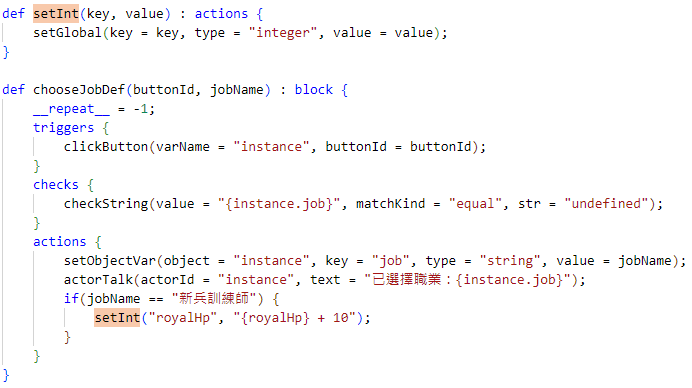 def setInt(key, value) : actions {
    setGlobal(key = key, type = "integer", value = value);
}

def chooseJobDef(buttonId, jobName) : block {
    __repeat__ = -1;
    triggers {
        clickButton(varName = "instance", buttonId = buttonId);
    }
    checks {
        checkString(value = "{instance.job}", matchKind = "equal", str = "undefined");
    }
    actions {
        setObjectVar(object = "instance", key = "job", type = "string", value = jobName);
        actorTalk(actorId = "instance", text = "已選擇職業：{instance.job}");
        if(jobName == "新兵訓練師") {
            setInt("royalHp", "{royalHp} + 10");
        }
    }
}